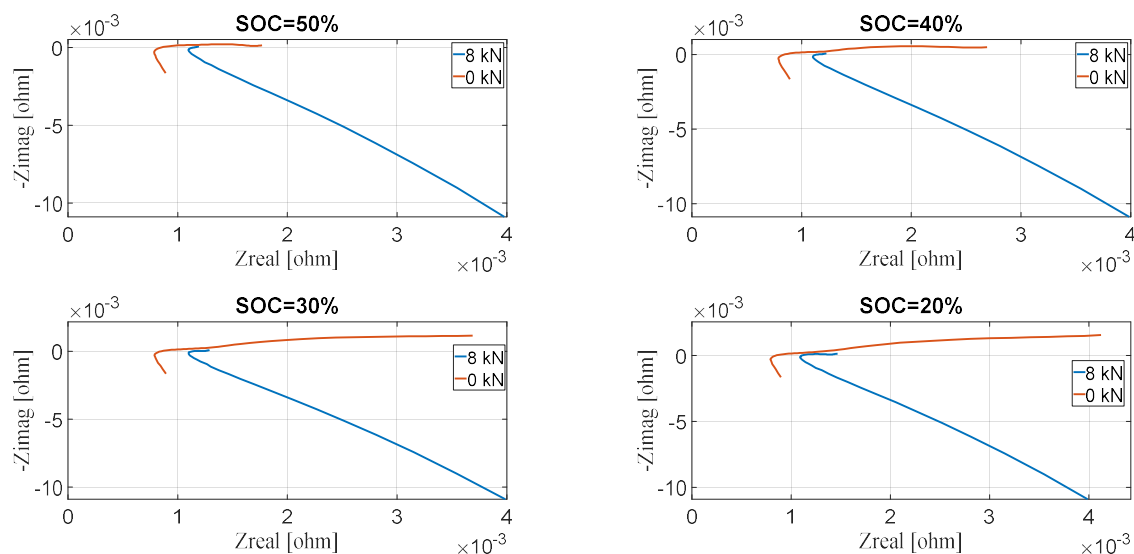 SOC=50%
×10⁻³
0
-5
-10
-Zimag [ohm]
8 kN
0 kN
0 1 2 3 4
Zreal [ohm]
×10⁻³
SOC=40%
×10⁻³
0
-5
-10
-Zimag [ohm]
8 kN
0 kN
0 1 2 3 4
Zreal [ohm]
×10⁻³
SOC=30%
×10⁻³
0
-5
-10
-Zimag [ohm]
8 kN
0 kN
0 1 2 3 4
Zreal [ohm]
×10⁻³
SOC=20%
×10⁻³
0
-5
-10
-Zimag [ohm]
8 kN
0 kN
0 1 2 3 4
Zreal [ohm]
×10⁻³